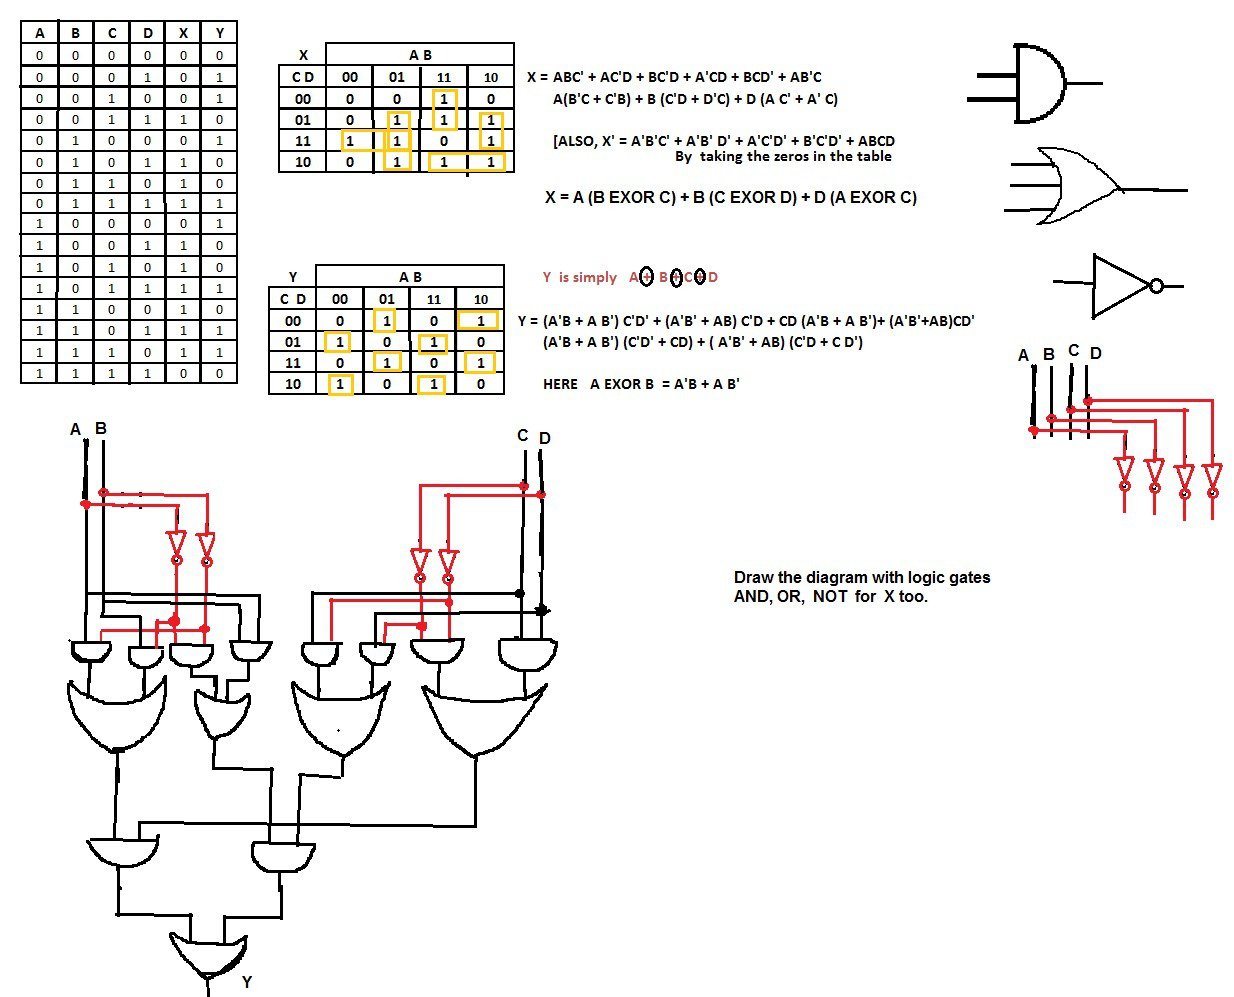 A B C D X Y
0 0 0 0 0 0
0 0 0 1 0 1
0 0 1 0 0 1
0 0 1 1 1 0
0 1 0 0 0 1
0 1 0 1 1 0
0 1 1 0 1 0
0 1 1 1 1 1
1 0 0 0 0 1
1 0 0 1 1 0
1 0 1 0 1 0
1 0 1 1 1 1
1 1 0 0 1 0
1 1 0 1 1 1
1 1 1 0 1 1
1 1 1 1 0 0
X A B
C D 00 01 11 10
00 0 0 1 0
01 0 1 1 1
11 1 1 0 1
10 0 1 1 1
X = ABC' + AC'D + BC'D + A'CD + BCD' + AB'C
A(B'C + C'B) + B (C'D + D'C) + D (A C' + A' C)
[ALSO, X' = A'B'C' + A'B' D' + A'C'D' + B'C'D' + ABCD
By taking the zeros in the table
X = A (B EXOR C) + B (C EXOR D) + D (A EXOR C)
Y A B
C D 00 01 11 10
00 0 1 0 1
01 1 0 1 0
11 0 1 0 1
10 1 0 1 0
Y is simply A + B + C + D
Y = (A'B + A B') C'D' + (A'B' + AB) C'D + CD (A'B + A B')+ (A'B'+AB)CD'
(A'B + A B') (C'D' + CD) + ( A'B' + AB) (C'D + C D')
HERE A EXOR B = A'B + A B'
A B C D
A B
C D
Draw the diagram with logic gates
AND, OR, NOT for X too.
Y